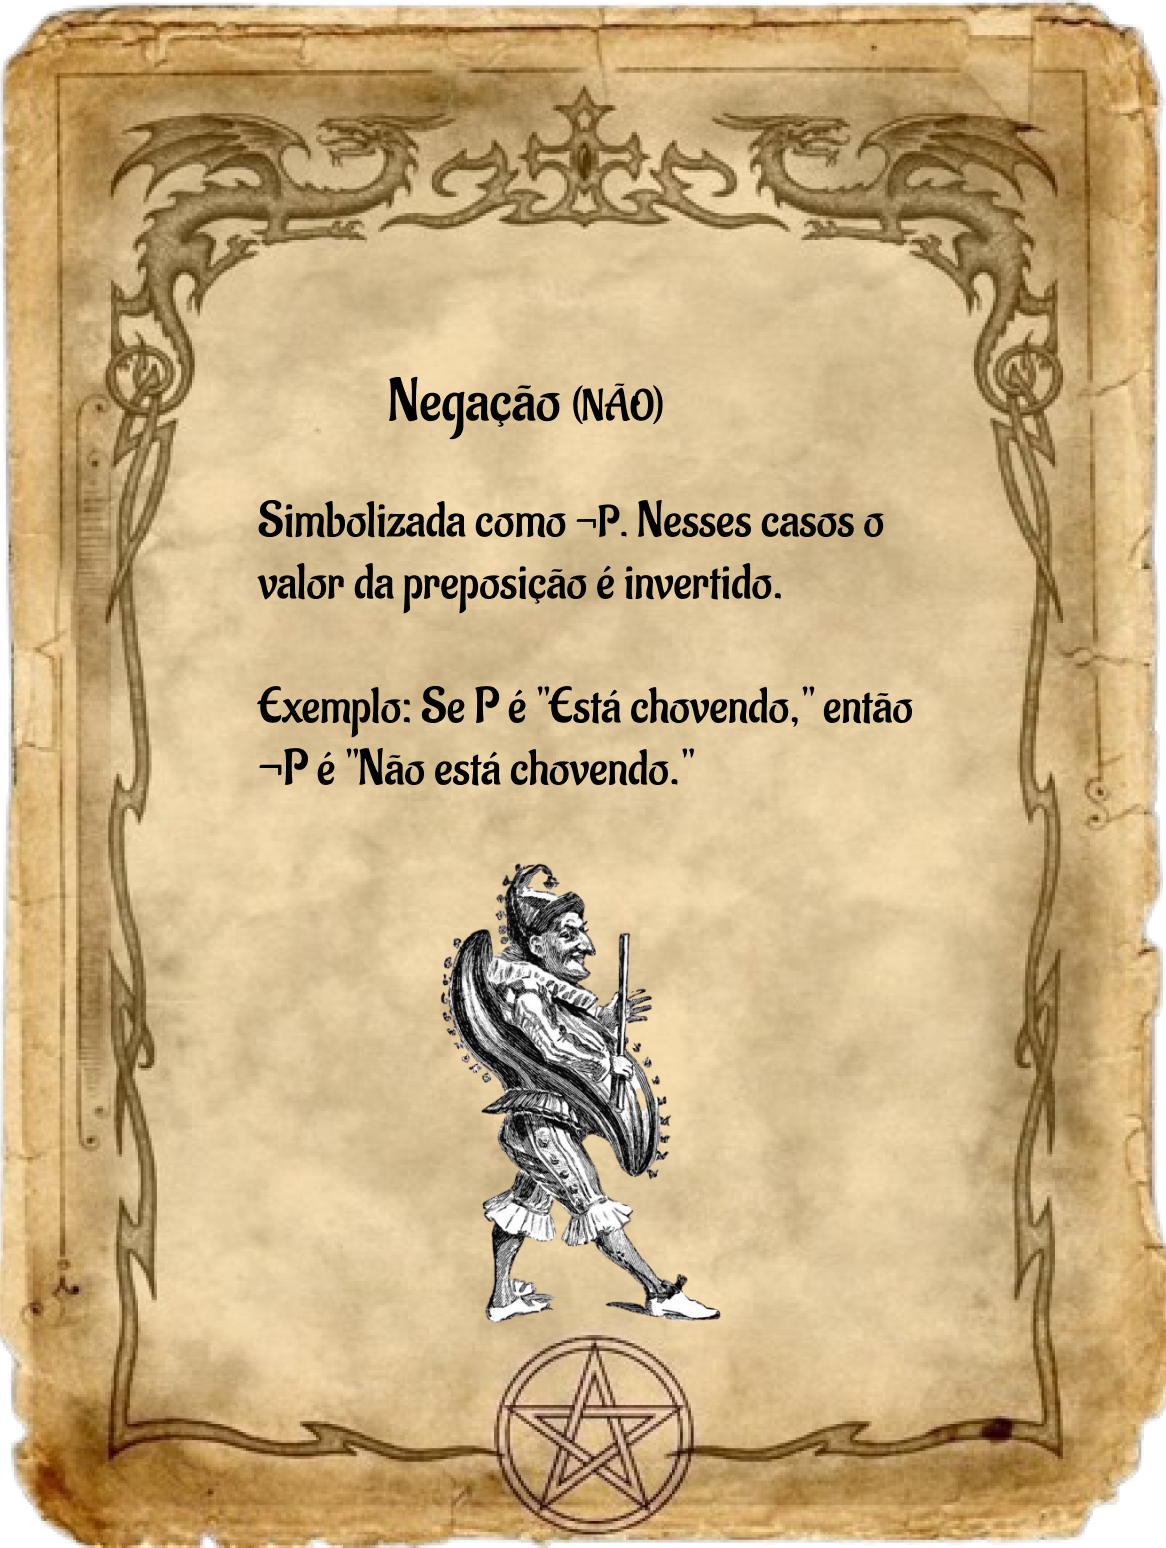 Negação (NÃO)
Simbolizada como ¬P. Nesses casos o
valor da preposição é invertido.
Exemplo: Se P é "Está chovendo," então
¬P é "Não está chovendo."